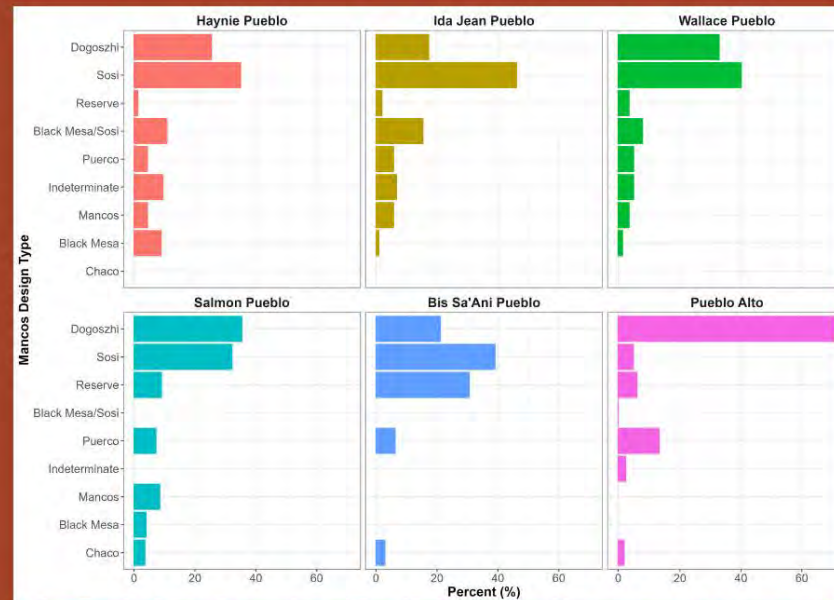 Haynie Pueblo
Ida Jean Pueblo
Wallace Pueblo
Dogoszhi
Sosi
Reserve
Black Mesa/Sosi
Puerco
Indeterminate
Mancos
Black Mesa
Chaco
Mancos Design Type
Salmon Pueblo
Bis Sa'Ani Pueblo
Pueblo Alto
Dogoszhi
Sosi
Reserve
Black Mesa/Sosi
Puerco
Indeterminate
Mancos
Black Mesa
Chaco
0 20 40 60 0 20 40 60 0 20 40 60
Percent (%)